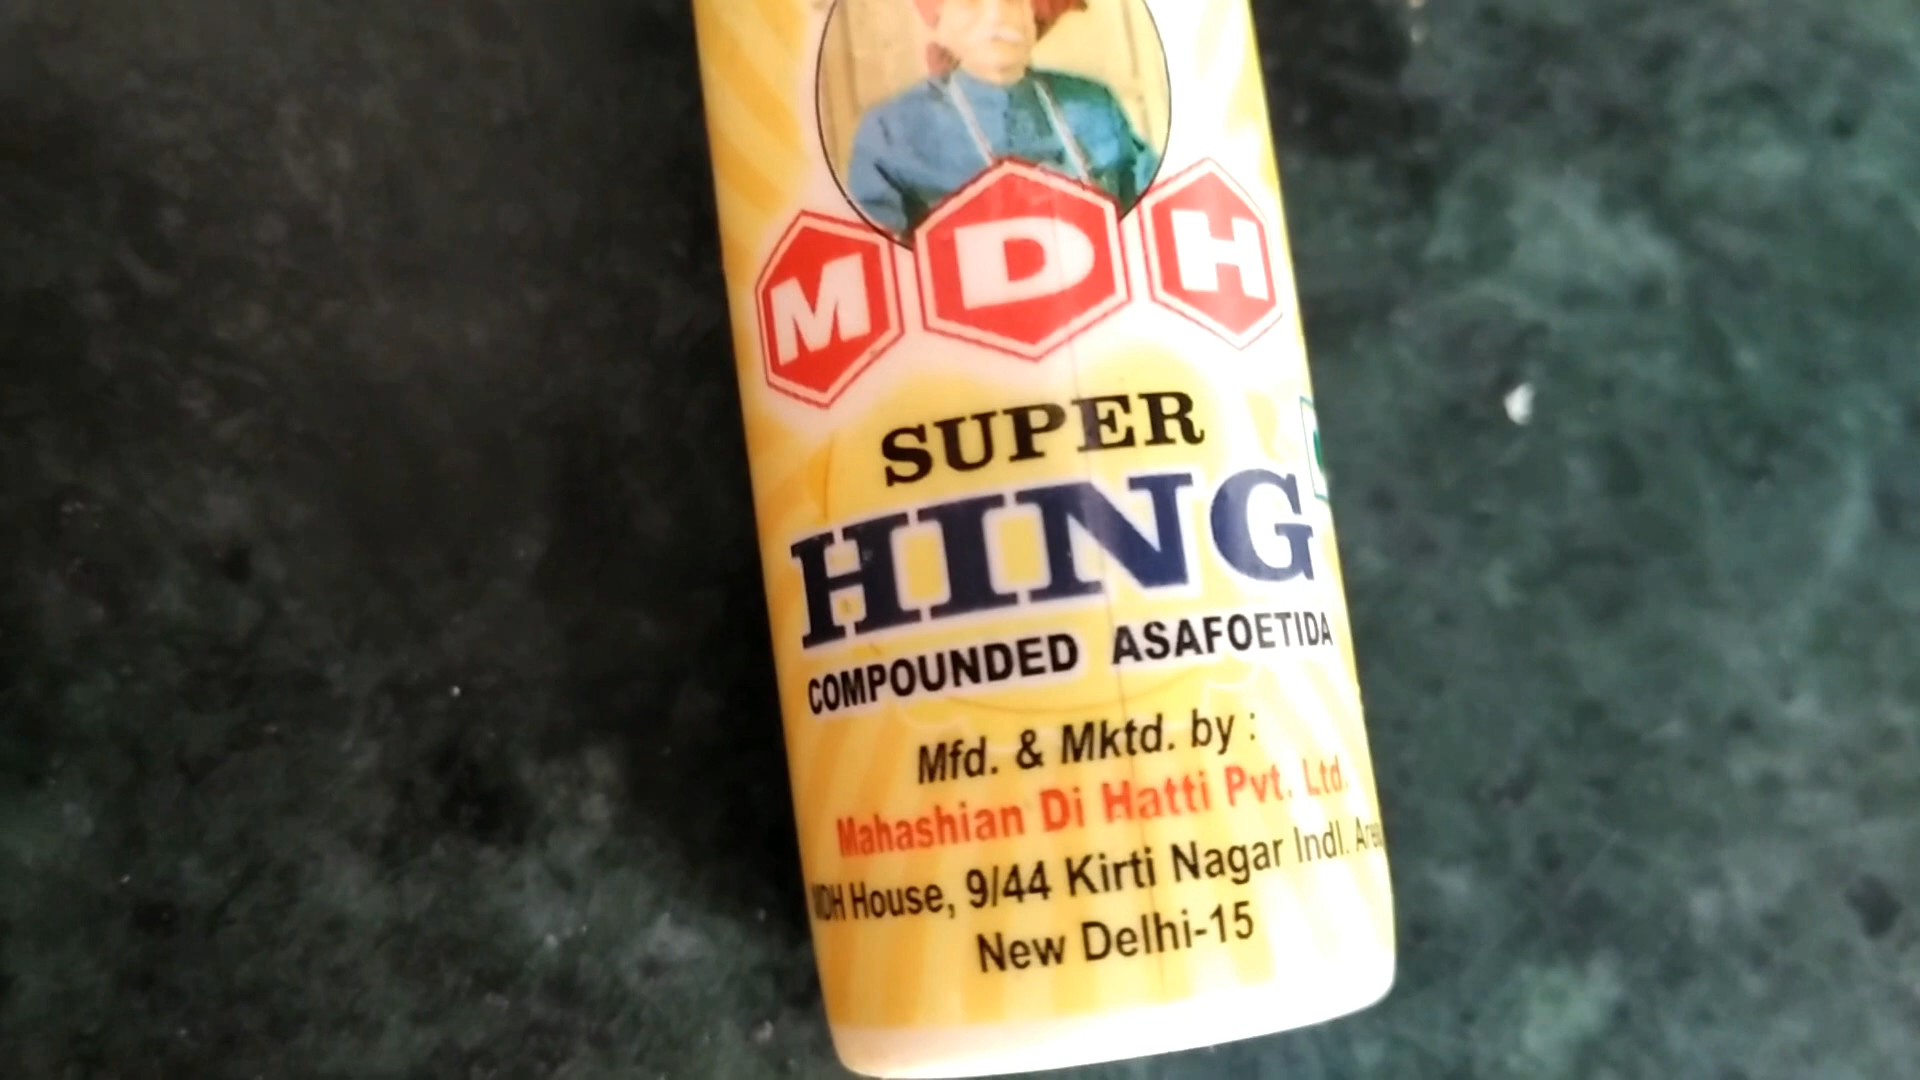 MDH
SUPER
HING
COMPOUNDED ASAFOETIDA
Mfd. & Mktd. by :
Mahashian Di Hatti Pvt. Ltd.
MDH House, 9/44 Kirti Nagar Indl. Area
New Delhi-15